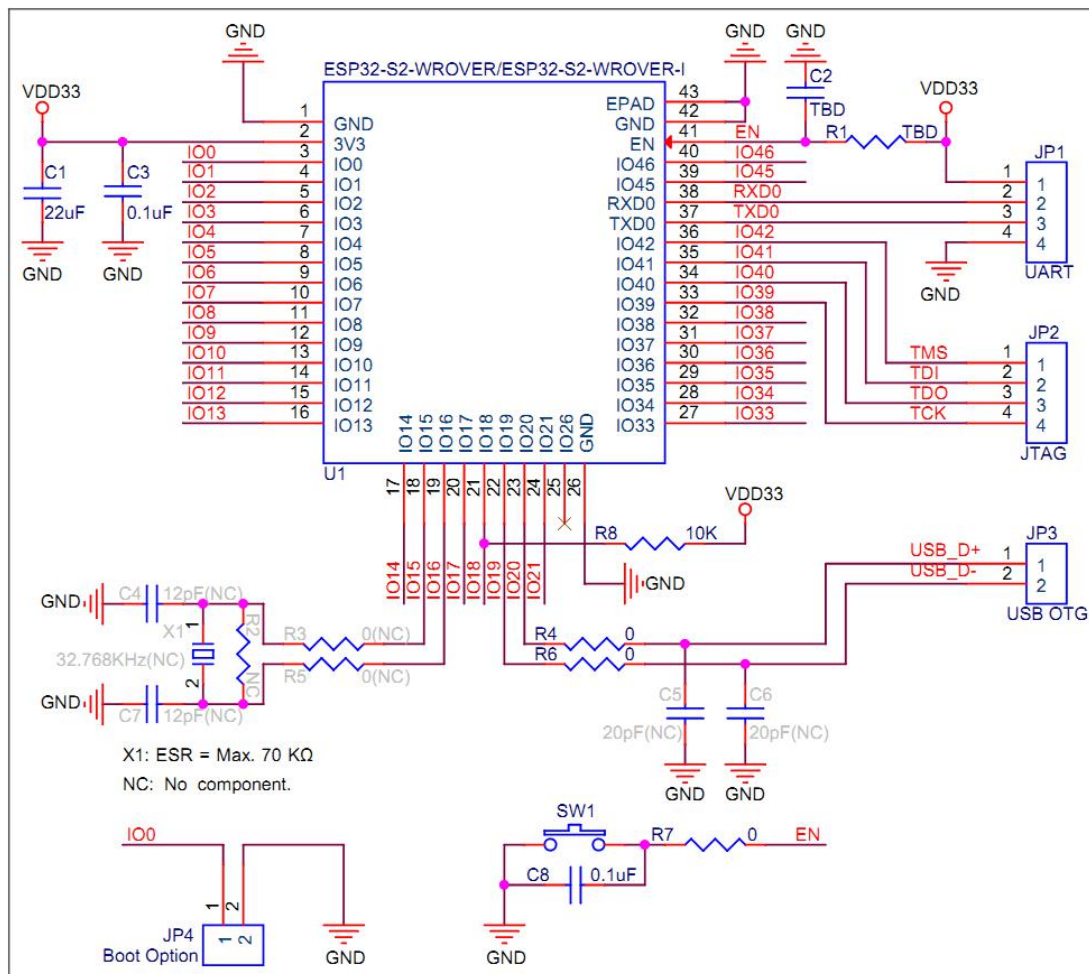 GND
GND
GND
ESP32-S2-WROVER/ESP32-S2-WROVER-I
C2
TBD
VDD33
VDD33
1 GND
2 3V3
IO0 3 IO0
IO1 4 IO1
IO2 5 IO2
IO3 6 IO3
IO4 7 IO4
IO5 8 IO5
IO6 9 IO6
IO7 10 IO7
IO8 11 IO8
IO9 12 IO9
IO10 13 IO10
IO11 14 IO11
IO12 15 IO12
IO13 16 IO13
EPAD 43
GND 42
EN 41 EN
IO46 40 IO46
IO45 39 IO45
RXD0 38 RXD0
TXD0 37 TXD0
IO42 36 IO42
IO41 35 IO41
IO40 34 IO40
IO39 33 IO39
IO38 32 IO38
IO37 31 IO37
IO36 30 IO36
IO35 29 IO35
IO34 28 IO34
IO33 27 IO33
R1 TBD
C1
22uF
GND
C3
0.1uF
GND
JP1
1 1
2 2
3 3
4 4
UART
GND
JP2
TMS 1 1
TDI 2 2
TDO 3 3
TCK 4 4
JTAG
U1
IO14 17 IO14
IO15 18 IO15
IO16 19 IO16
IO17 20 IO17
IO18 21 IO18
IO19 22 IO19
IO20 23 IO20
IO21 24 IO21
IO26 25
GND 26
GND
R8 10K
VDD33
JP3
USB_D+ 1 1
USB_D- 2 2
USB OTG
GND C4 12pF(NC)
X1 1
32.768KHz(NC)
2
R2 NC
R3 0(NC)
R5 0(NC)
GND C7 12pF(NC)
R4 0
R6 0
C5
20pF(NC)
GND
C6
20pF(NC)
GND
X1: ESR = Max. 70 KΩ
NC: No component.
IO0
1 2
1 2
JP4
Boot Option
GND
SW1
R7 0 EN
C8 0.1uF
GND